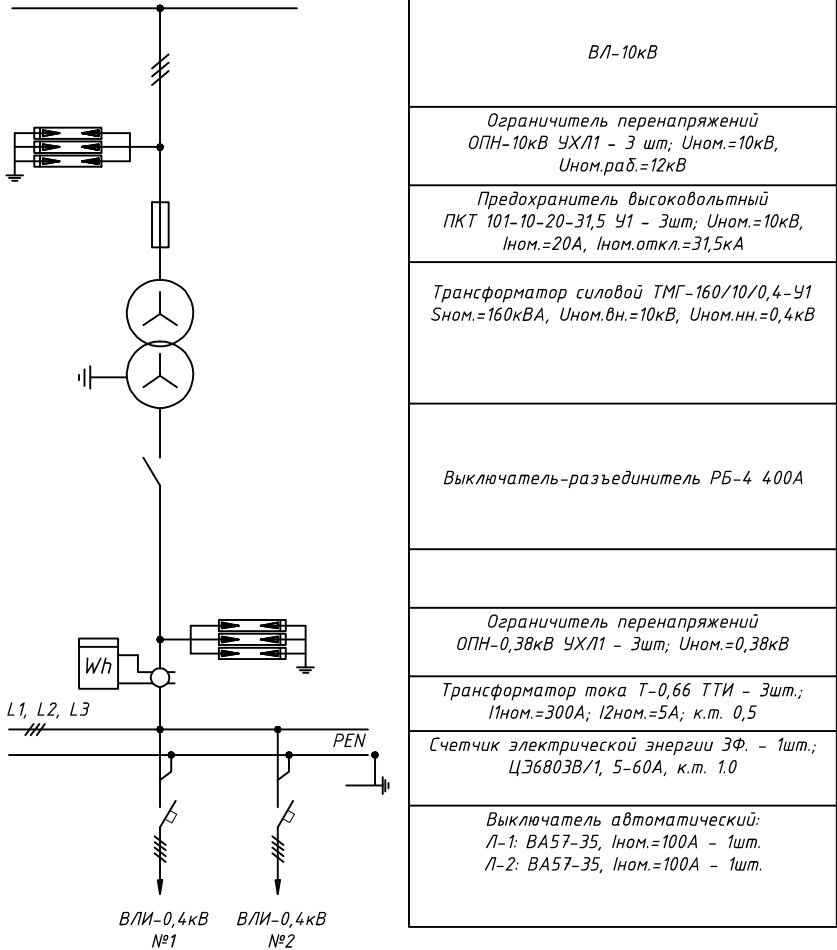 ВЛ-10кВ
Ограничитель перенапряжений
ОПН-10кВ УХЛ1 - 3 шт; Uном.=10кВ,
Uном.раб.=12кВ
Предохранитель высоковольтный
ПКТ 101-10-20-31,5 У1 - 3шт; Uном.=10кВ,
Iном.=20А, Iном.откл.=31,5кА
Трансформатор силовой ТМГ-160/10/0,4-У1
Sном.=160кВА, Uном.вн.=10кВ, Uном.нн.=0,4кВ
Выключатель-разъединитель РБ-4 400А
Ограничитель перенапряжений
ОПН-0,38кВ УХЛ1 - 3шт; Uном.=0,38кВ
Wh
Трансформатор тока Т-0,66 ТТИ - 3шт.;
I1ном.=300А; I2ном.=5А; к.т. 0,5
L1, L2, L3
PEN
Счетчик электрической энергии 3Ф. - 1шт.;
ЦЭ6803В/1, 5-60А, к.т. 1.0
Выключатель автоматический:
Л-1: ВА57-35, Iном.=100А - 1шт.
Л-2: ВА57-35, Iном.=100А - 1шт.
ВЛИ-0,4кВ
№1
ВЛИ-0,4кВ
№2